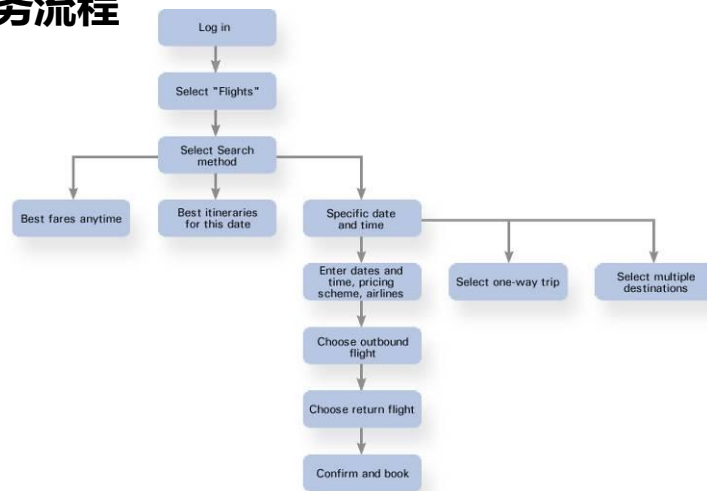 务流程
Log in
Select "Flights"
Select Search
method
Best fares anytime
Best itineraries
for this date
Specific date
and time
Enter dates and
time, pricing
scheme, airlines
Select one-way trip
Select multiple
destinations
Choose outbound
flight
Choose return flight
Confirm and book